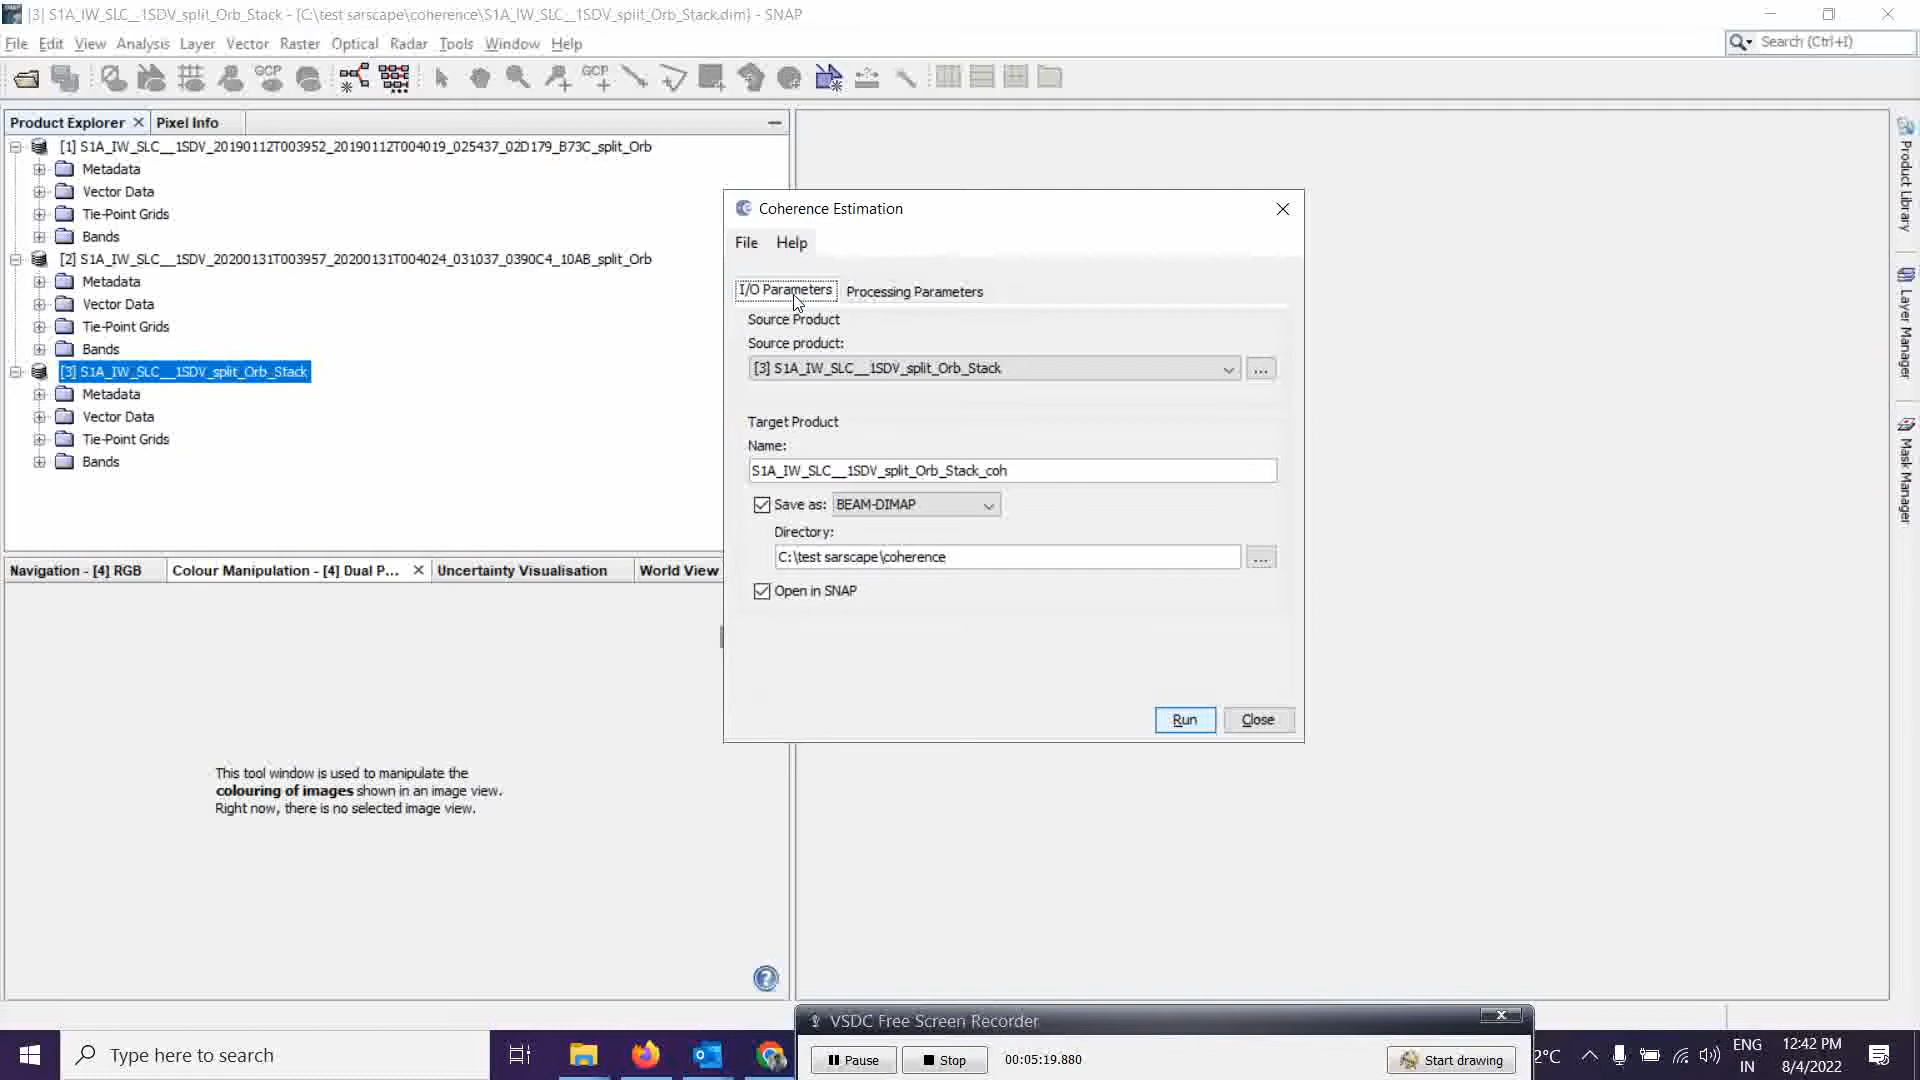 [3] S1A_IW_SLC__1SDV_split_Orb_Stack - [C:\test sarscape\coherence\S1A_IW_SLC__1SDV_split_Orb_Stack.dim] - SNAP
File Edit View Analysis Layer Vector Raster Optical Radar Tools Window Help
Search (Ctrl+I)
GCP
GCP
Product Explorer
Pixel Info
[1] S1A_IW_SLC__1SDV_20190112T003952_20190112T004019_025437_02D179_B73C_split_Orb
Metadata
Vector Data
Tie-Point Grids
Bands
[2] S1A_IW_SLC__1SDV_20200131T003957_20200131T004024_031037_0390C4_10AB_split_Orb
Metadata
Vector Data
Tie-Point Grids
Bands
[3] S1A_IW_SLC__1SDV_split_Orb_Stack
Metadata
Vector Data
Tie-Point Grids
Bands
Navigation - [4] RGB
Colour Manipulation - [4] Dual P...
Uncertainty Visualisation
World View
This tool window is used to manipulate the
colouring of images shown in an image view.
Right now, there is no selected image view.
Coherence Estimation
File Help
I/O Parameters
Processing Parameters
Source Product
Source product:
[3] S1A_IW_SLC__1SDV_split_Orb_Stack
...
Target Product
Name:
S1A_IW_SLC__1SDV_split_Orb_Stack_coh
Save as: BEAM-DIMAP
Directory:
C:\test sarscape\coherence
...
Open in SNAP
Run
Close
Product Library
Layer Manager
Mask Manager
VSDC Free Screen Recorder
Pause
Stop
00:05:19.880
Start drawing
Type here to search
2°C
ENG
IN
12:42 PM
8/4/2022